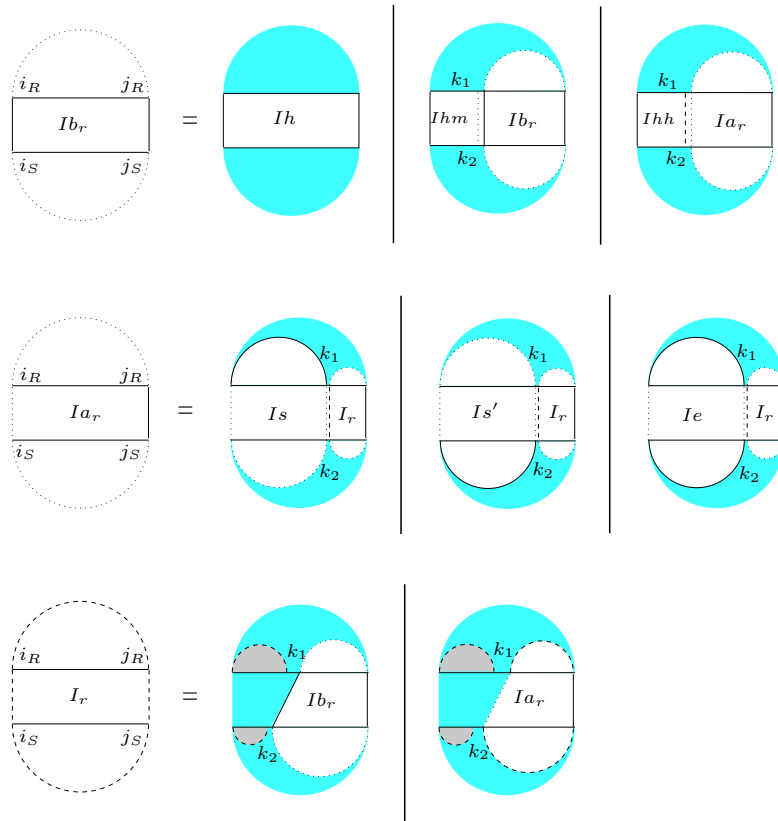 i_R j_R k_1 k_1
Ib_r = Ih Ihm Ib_r Ihh Ia_r
i_S j_S k_2 k_2
i_R j_R k_1 k_1 k_1
Ia_r = Is I_r Is' I_r Ie I_r
i_S j_S k_2 k_2 k_2
i_R j_R k_1 k_1
I_r = Ib_r Ia_r
i_S j_S k_2 k_2